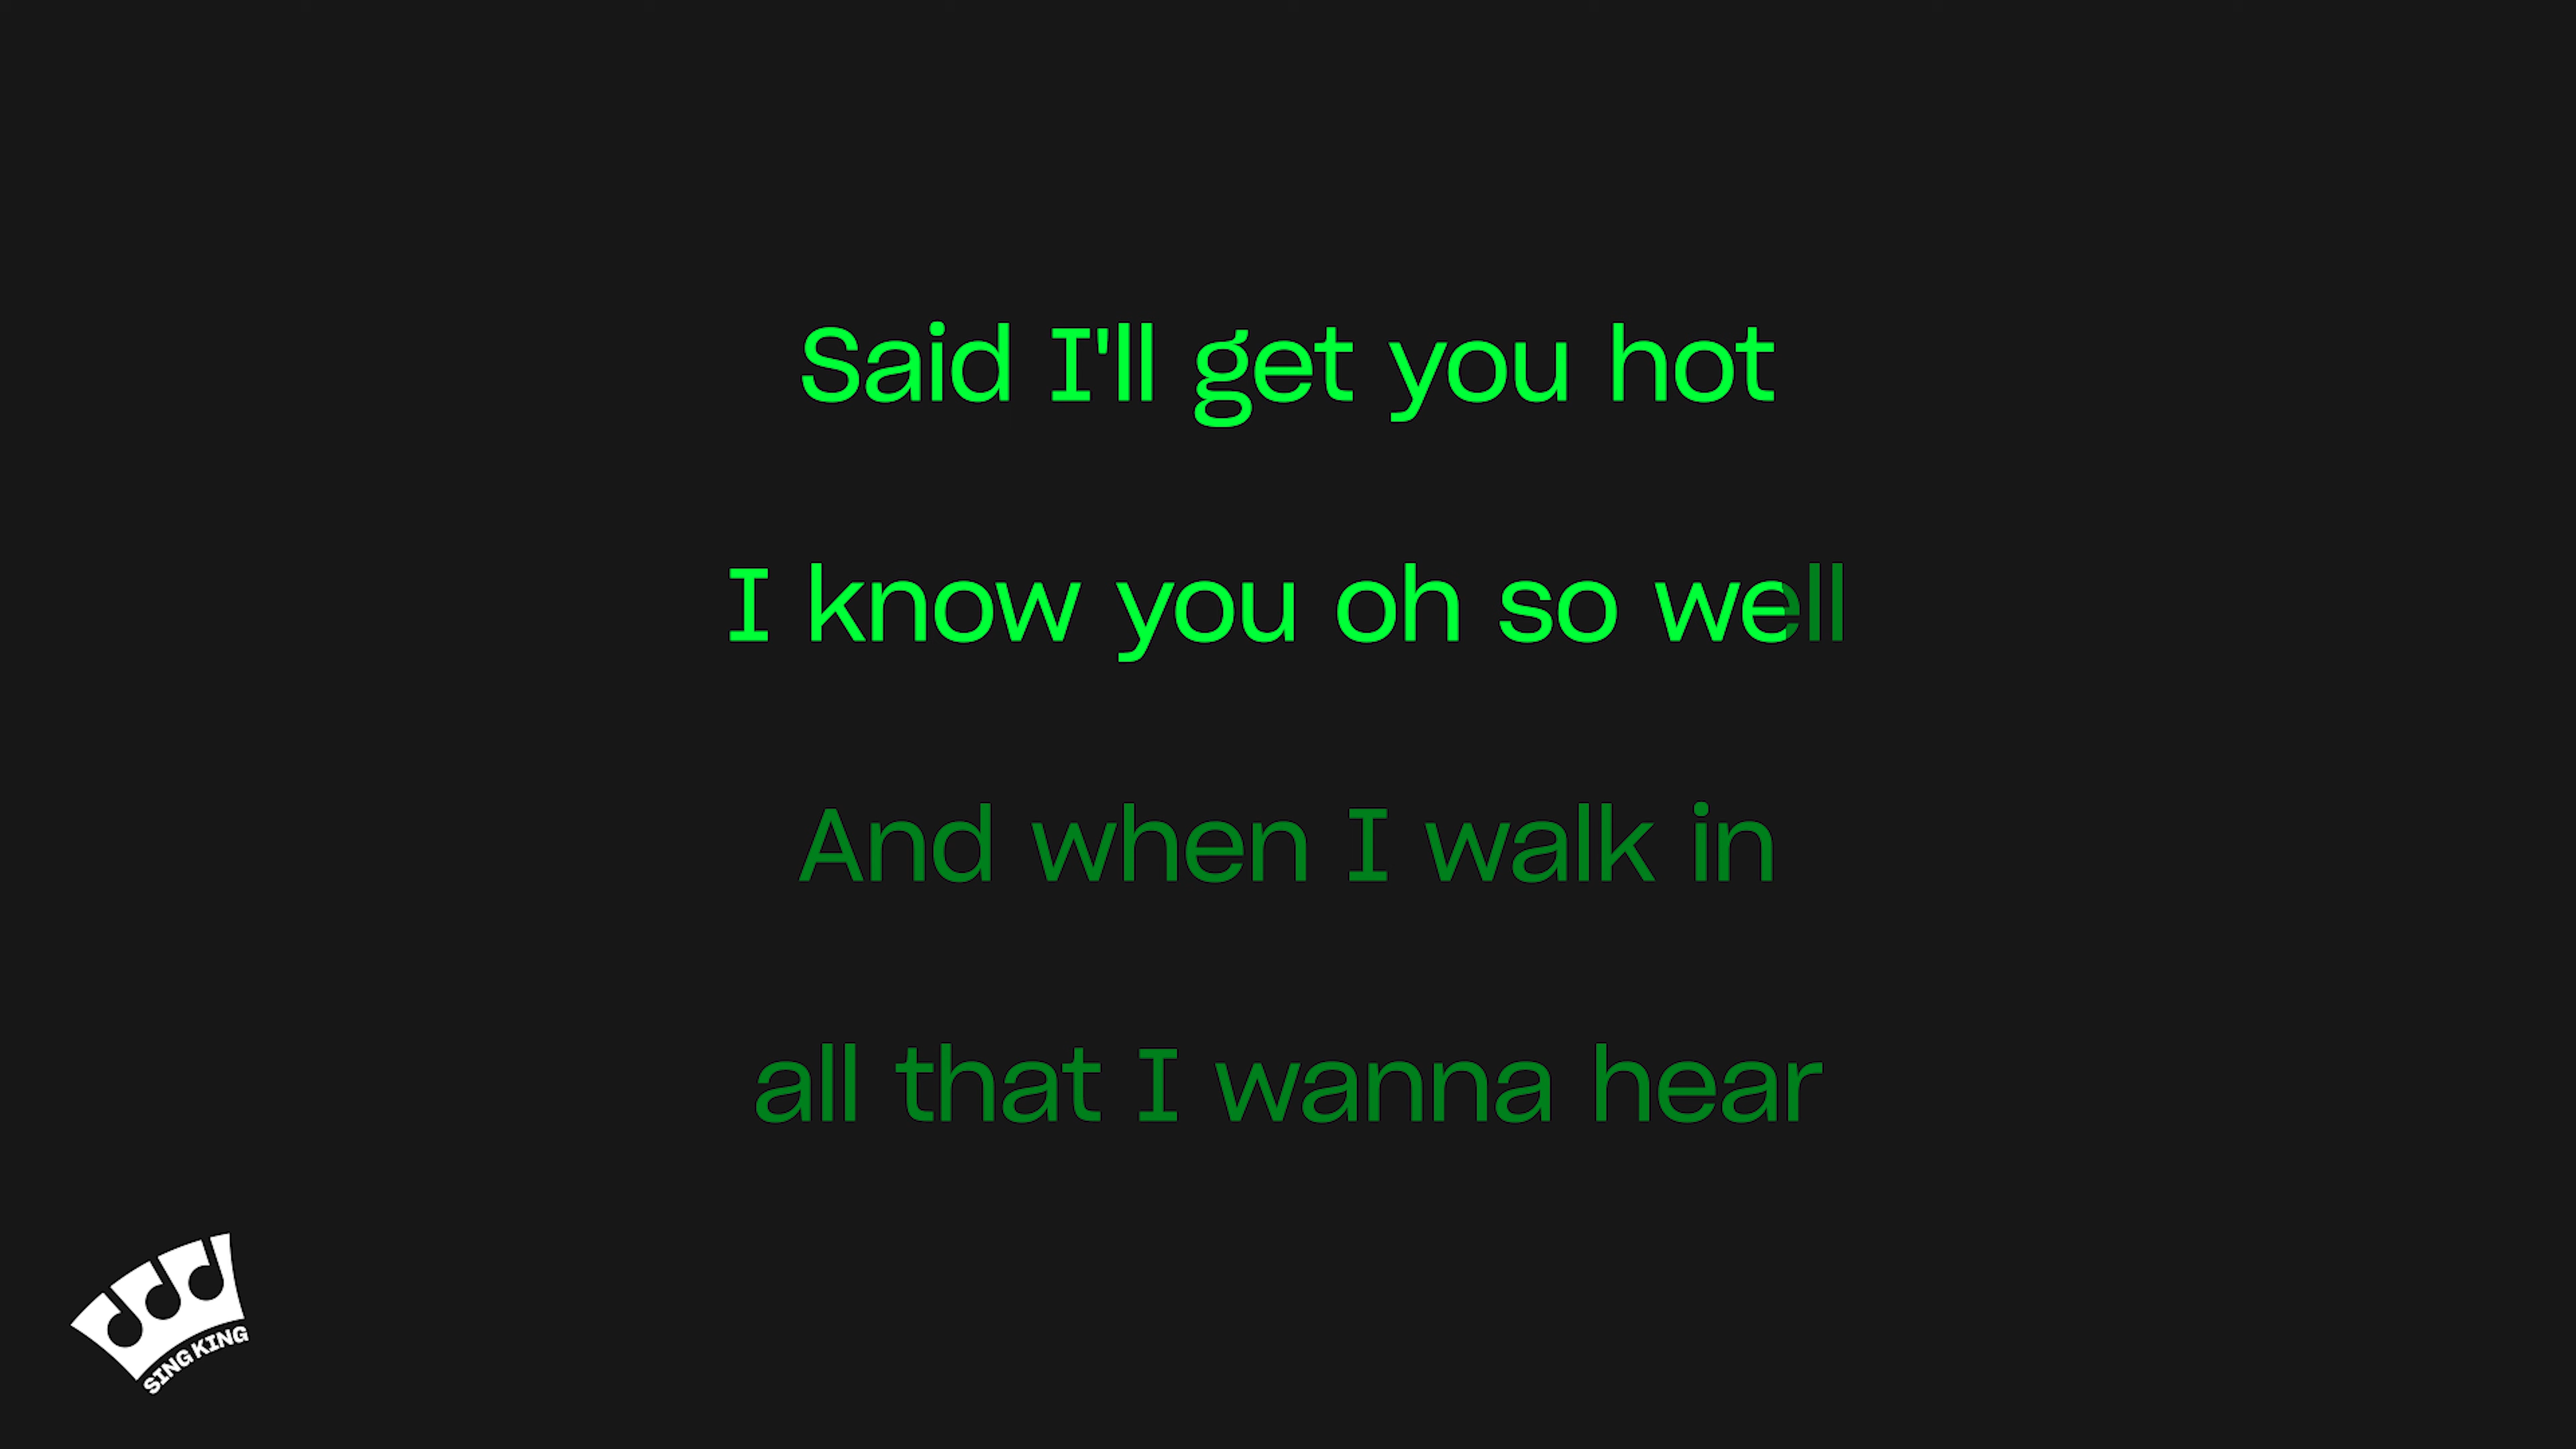 Said I'll get you hot
I know you oh so well
And when I walk in
all that I wanna hear
SING KING